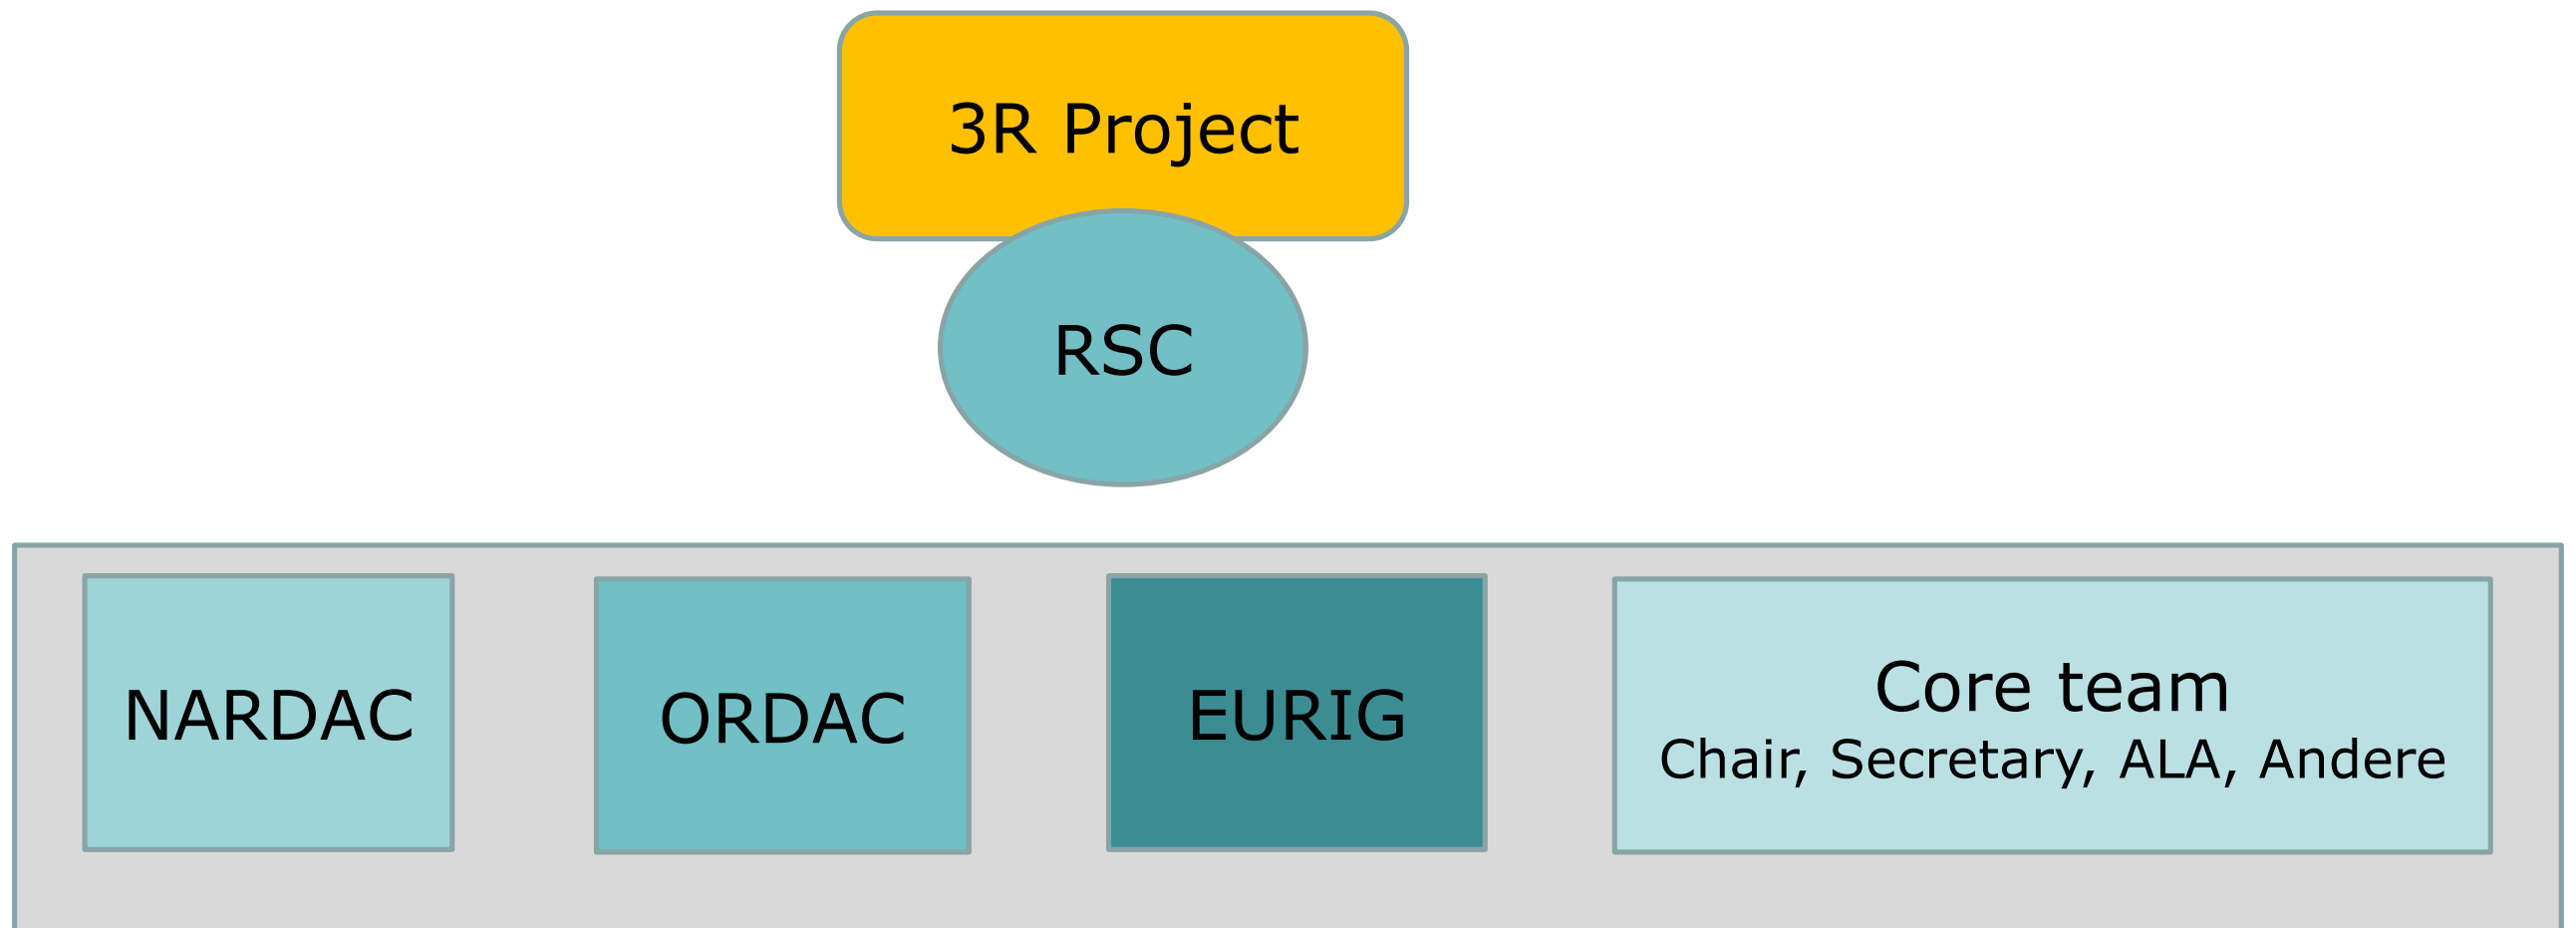 3R Project
RSC
NARDAC
ORDAC
EURIG
Core team
Chair, Secretary, ALA, Andere